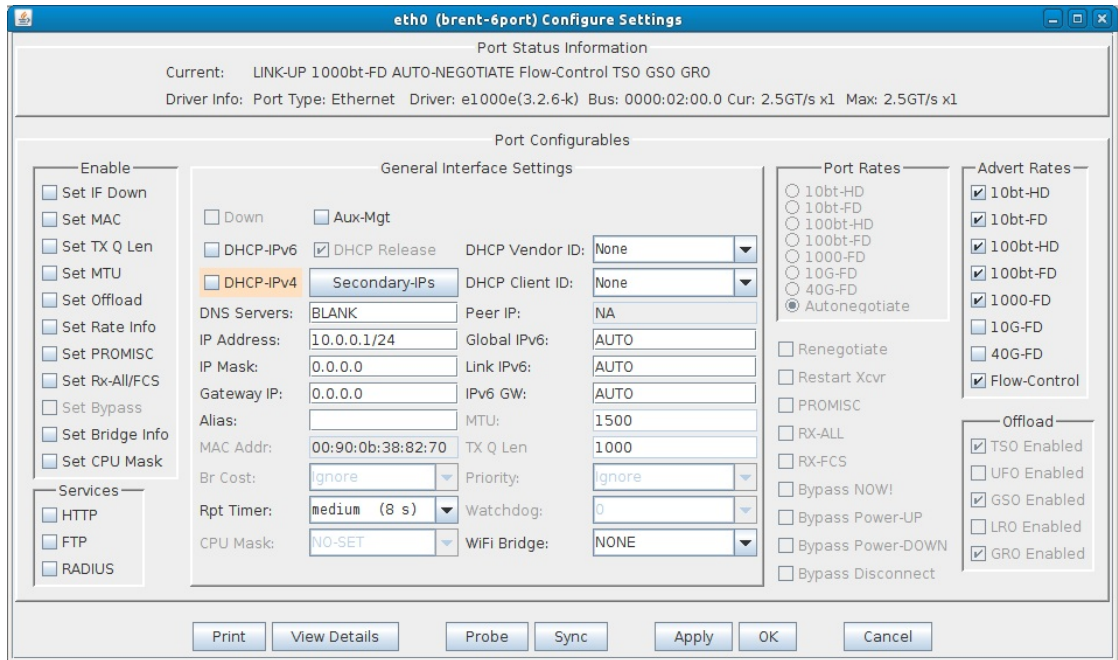 eth0 (brent-6port) Configure Settings
Port Status Information
Current: LINK-UP 1000bt-FD AUTO-NEGOTIATE Flow-Control TSO GSO GRO
Driver Info: Port Type: Ethernet Driver: e1000e(3.2.6-k) Bus: 0000:02:00.0 Cur: 2.5GT/s x1 Max: 2.5GT/s x1
Port Configurables
Enable
Set IF Down
Set MAC
Set TX Q Len
Set MTU
Set Offload
Set Rate Info
Set PROMISC
Set Rx-All/FCS
Set Bypass
Set Bridge Info
Set CPU Mask
Services
HTTP
FTP
RADIUS
General Interface Settings
Down Aux-Mgt
DHCP-IPv6 DHCP Release DHCP Vendor ID: None
DHCP-IPv4 Secondary-IPs DHCP Client ID: None
DNS Servers: BLANK Peer IP: NA
IP Address: 10.0.0.1/24 Global IPv6: AUTO
IP Mask: 0.0.0.0 Link IPv6: AUTO
Gateway IP: 0.0.0.0 IPv6 GW: AUTO
Alias: MTU: 1500
MAC Addr: 00:90:0b:38:82:70 TX Q Len 1000
Br Cost: Ignore Priority: Ignore
Rpt Timer: medium (8 s) Watchdog: 0
CPU Mask: NO-SET WiFi Bridge: NONE
Port Rates
10bt-HD
10bt-FD
100bt-HD
100bt-FD
1000-FD
10G-FD
40G-FD
Autonegotiate
Renegotiate
Restart Xcvr
PROMISC
RX-ALL
RX-FCS
Bypass NOW!
Bypass Power-UP
Bypass Power-DOWN
Bypass Disconnect
Advert Rates
10bt-HD
10bt-FD
100bt-HD
100bt-FD
1000-FD
10G-FD
40G-FD
Flow-Control
Offload
TSO Enabled
UFO Enabled
GSO Enabled
LRO Enabled
GRO Enabled
Print View Details Probe Sync Apply OK Cancel